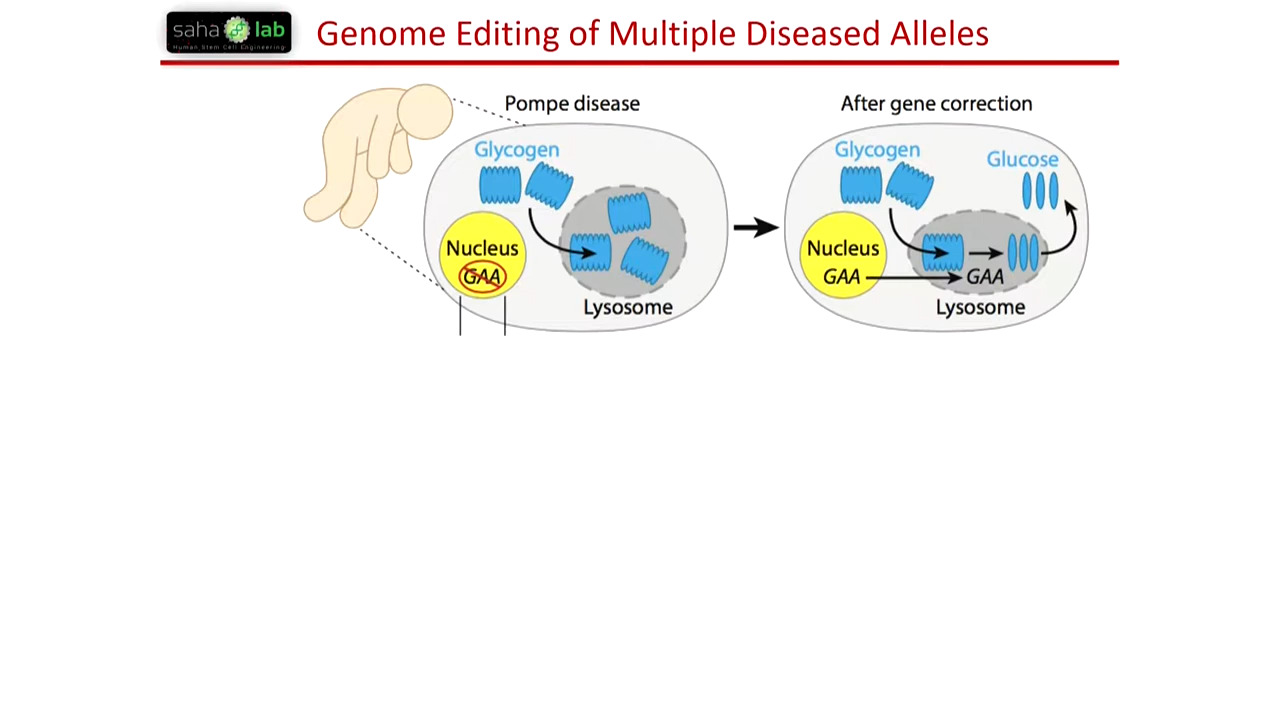 saha lab
Human Stem Cell Engineering
Genome Editing of Multiple Diseased Alleles
Pompe disease
Glycogen
Nucleus
GAA
Lysosome
After gene correction
Glycogen
Glucose
Nucleus
GAA
GAA
Lysosome